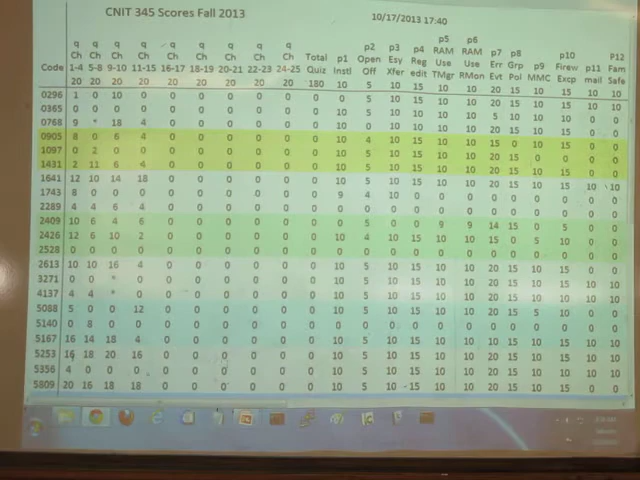 CNIT 345 Scores Fall 2013 10/17/2013 17:40
q q q q q q q q q p2 p3 p4 p5 p6 p7 p8 p10 P12
Ch Ch Ch Ch Ch Ch Ch Ch Ch Total p1 Open Esy Reg RAM Use RAM Use Err Grp p9 Firew p11 Fam
Code 1-4 5-8 9-10 11-15 16-17 18-19 20-21 22-23 24-25 Quiz Instl Off Xfer edit TMgr RMon Evt Pol MMC Excp mail Safe
20 20 20 20 20 20 20 20 20 180 10 5 10 15 10 10 20 15 10 15 10 10
0296 1 0 10 0 0 0 0 0 0 0 10 5 10 15 10 10 20 15 10 15 10 10
0365 0 0 0 0 0 0 0 0 0 0
0768 9 * 18 4 0 0 0 0 0 0
0905 8 0 6 4 0 0 0 0 0 0 10 4 10 15 10 10 15 0 10 15 0 0
1097 0 2 0 0 0 0 0 0 0 0 10 5 10 15 10 10 20 15 0 0 0 0
1431 2 11 6 4 0 0 0 0 0 0 10 5 10 15 10 10 20 15 10 15 0 0
1641 12 10 14 18 0 0 0 0 0 0 10 5 10 15 10 10 20 15 10 15 10 10
1743 8 0 0 0 0 0 0 0 0 0 9 4 10 0 0 0 0 0 0 0 0 0
2289 4 4 6 4 0 0 0 0 0 0 0 0 0 0 0 0 0 0 0 0 0 0
2409 10 6 4 6 0 0 0 0 0 0 10 5 0 0 9 9 14 15 0 5 0 0
2426 12 6 10 2 0 0 0 0 0 0 10 4 10 15 10 10 15 0 5 10 0 0
2528 0 0 0 0 0 0 0 0 0 0 0 0 0 0 0 0 0 0 0 0 0 0
2613 10 10 16 4 0 0 0 0 0 0 10 5 10 15 10 10 20 15 10 15 0 0
3271 0 0 * 0 0 0 0 0 0 0 10 5 10 15 10 10 20 15 10 15 10 10
4137 4 4 * 0 0 0 0 0 0 0 10 5 10 15 10 10 20 15 10 15 10 10
5088 5 0 0 12 0 0 0 0 0 0 10 5 10 15 10 10 20 15 5 10 0 0
5140 0 8 0 0 0 0 0 0 0 0 0 0 0 0 0 0 0 0 0 0 0 0
5167 16 14 18 4 0 0 0 0 0 0 10 5 10 15 10 10 20 15 10 15 10 10
5253 16 18 20 16 0 0 0 0 0 0 10 5 10 15 10 10 20 15 10 15 10 10
5356 4 0 0 0 0 0 0 0 0 0 10 5 10 15 10 10 20 15 10 15 10 10
5809 20 16 18 18 0 0 0 0 0 0 10 5 10 15 10 10 20 15 10 15 0 0